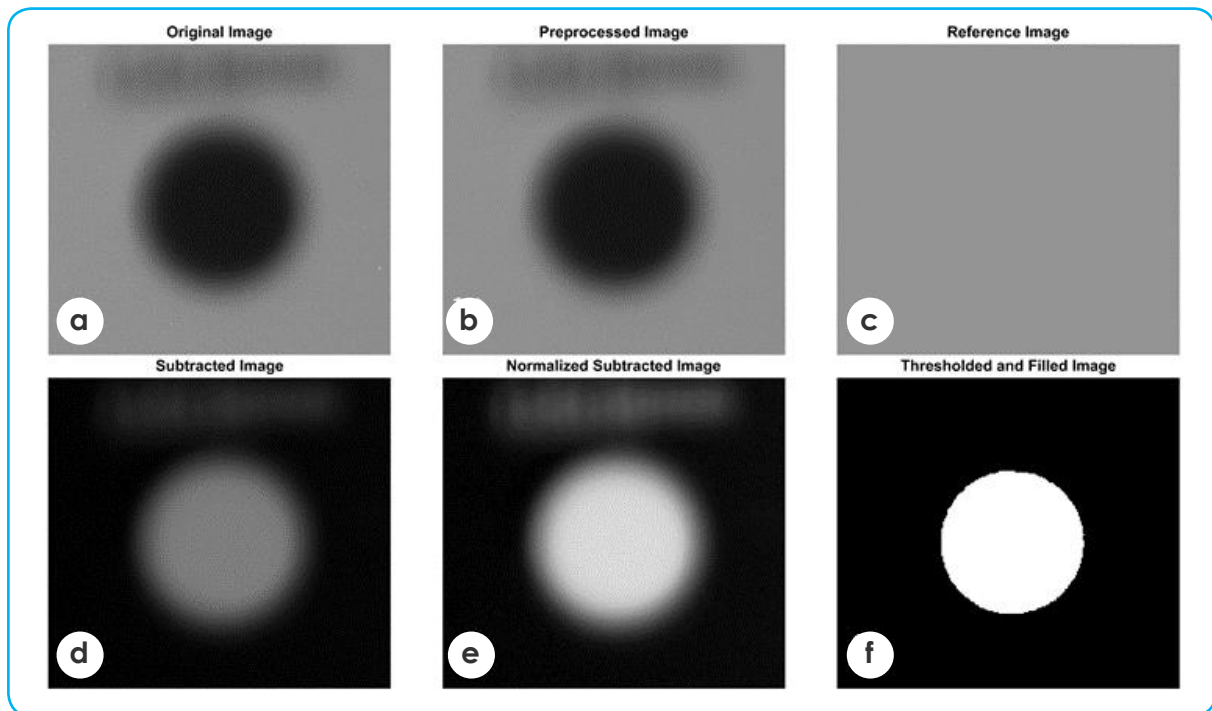 Original Image
Preprocessed Image
Reference Image
a
b
c
Subtracted Image
Normalized Subtracted Image
Thresholded and Filled Image
d
e
f